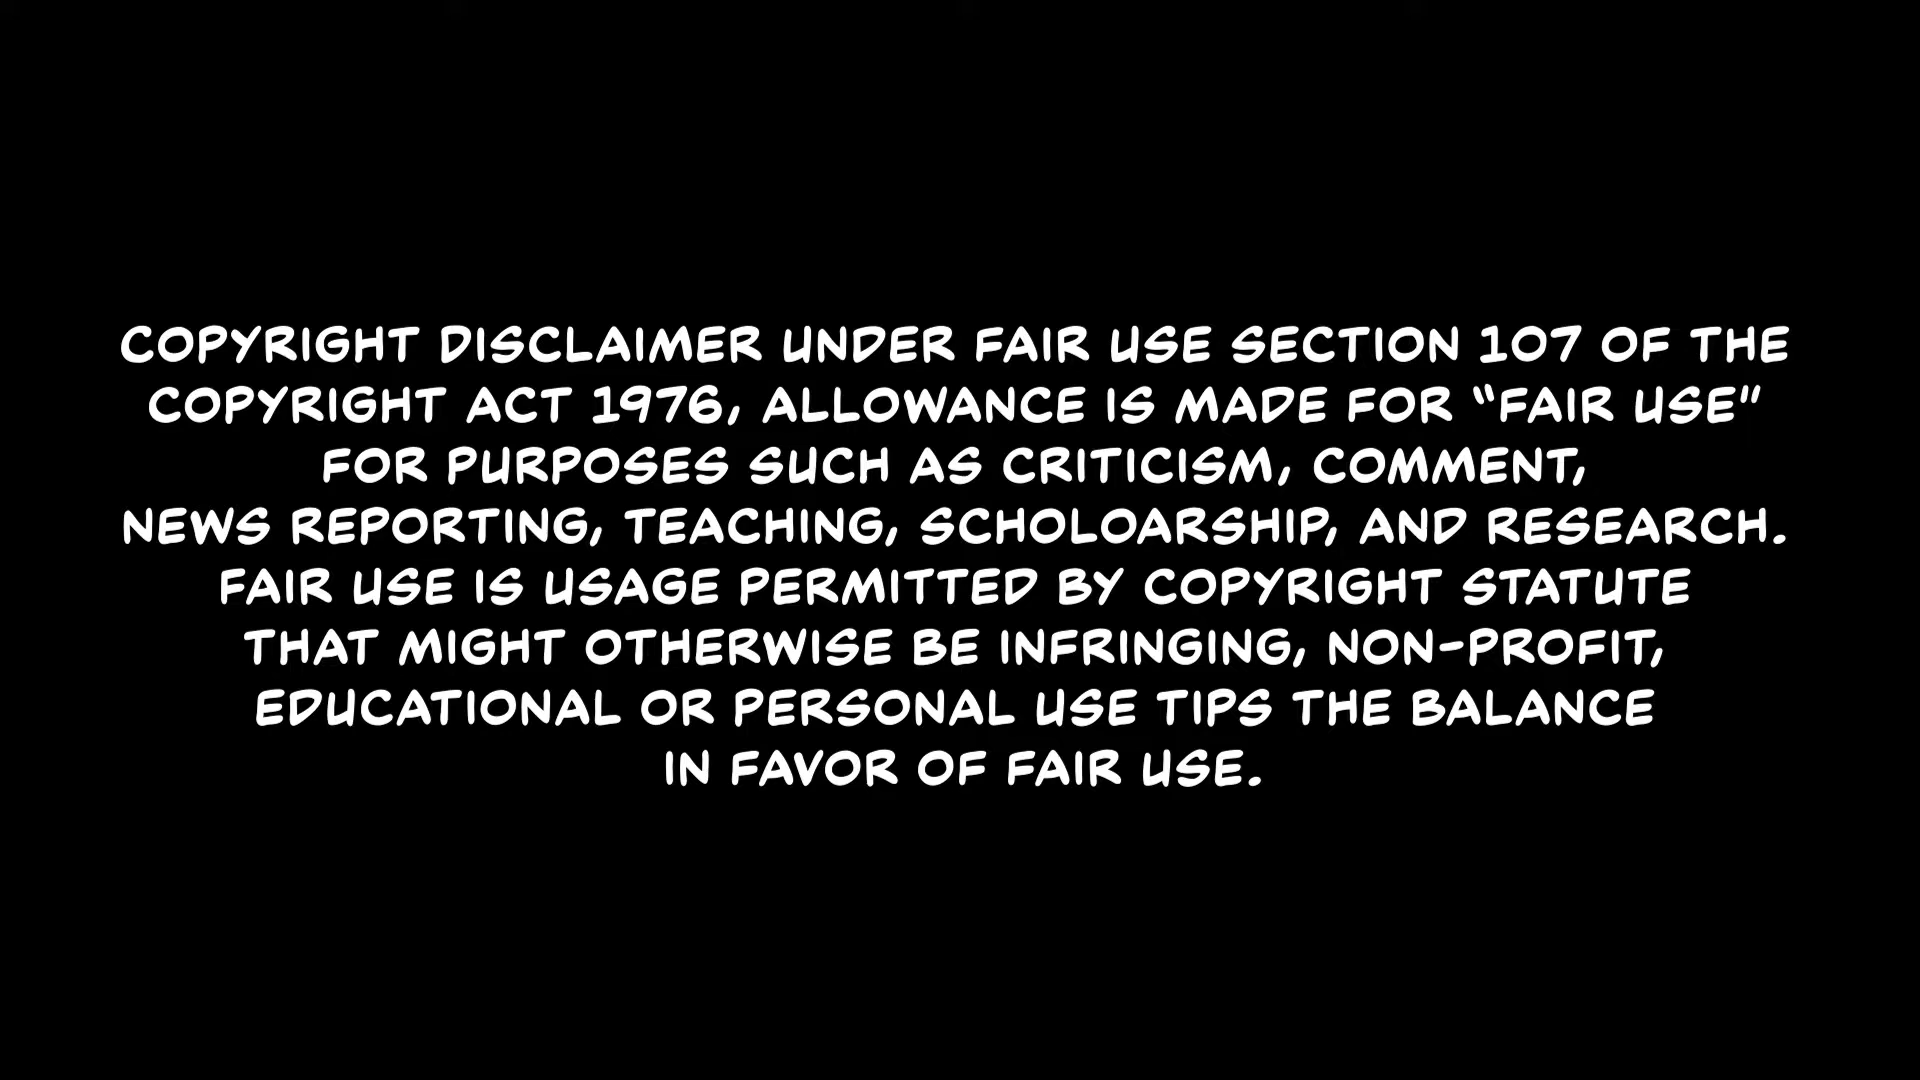 COPYRIGHT DISCLAIMER UNDER FAIR USE SECTION 107 OF THE
COPYRIGHT ACT 1976, ALLOWANCE IS MADE FOR “FAIR USE”
FOR PURPOSES SUCH AS CRITICISM, COMMENT,
NEWS REPORTING, TEACHING, SCHOLOARSHIP, AND RESEARCH.
FAIR USE IS USAGE PERMITTED BY COPYRIGHT STATUTE
THAT MIGHT OTHERWISE BE INFRINGING, NON-PROFIT,
EDUCATIONAL OR PERSONAL USE TIPS THE BALANCE
IN FAVOR OF FAIR USE.